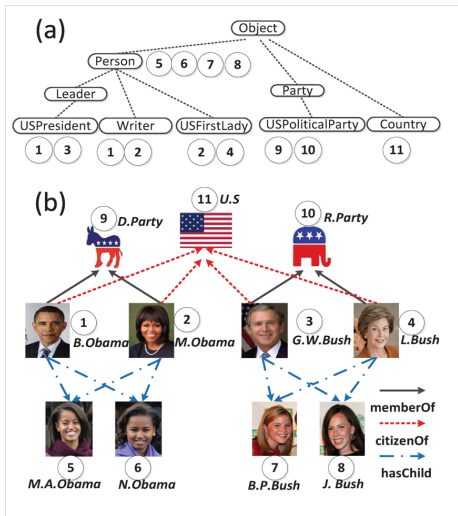 (a)
Object
Person 5 6 7 8
Leader
Party
USPresident Writer USFirstLady USPoliticalParty Country
1 3 1 2 2 4 9 10 11
(b)
11 U.S
9 D.Party
10 R.Party
1 B.Obama
2 M.Obama
3 G.W.Bush
4 L.Bush
memberOf
citizenOf
hasChild
5 M.A.Obama
6 N.Obama
7 B.P.Bush
8 J. Bush